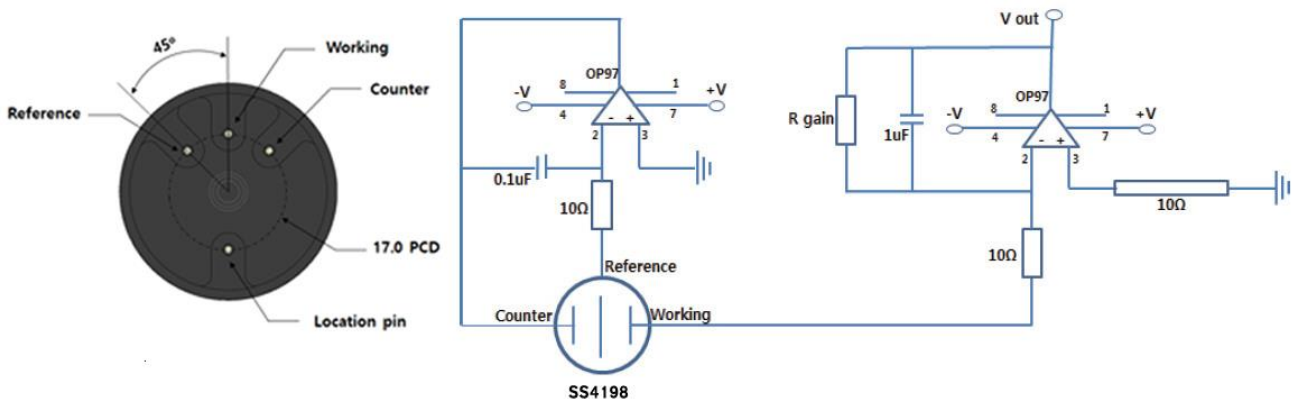 45°
Working
Counter
Reference
17.0 PCD
Location pin
OP97
8
1
-V
+V
4
7
-
+
2
3
0.1uF
10Ω
Reference
Counter
Working
SS4198
V out
OP97
8
1
-V
+V
4
7
-
+
2
3
R gain
1uF
10Ω
10Ω